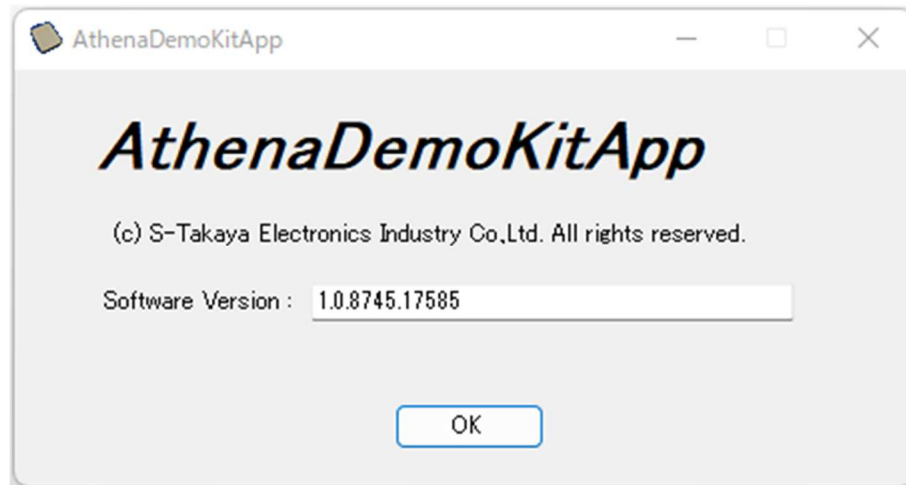 AthenaDemoKitApp
AthenaDemoKitApp
(c) S-Takaya Electronics Industry Co,Ltd. All rights reserved.
Software Version : 1.0.8745.17585
OK